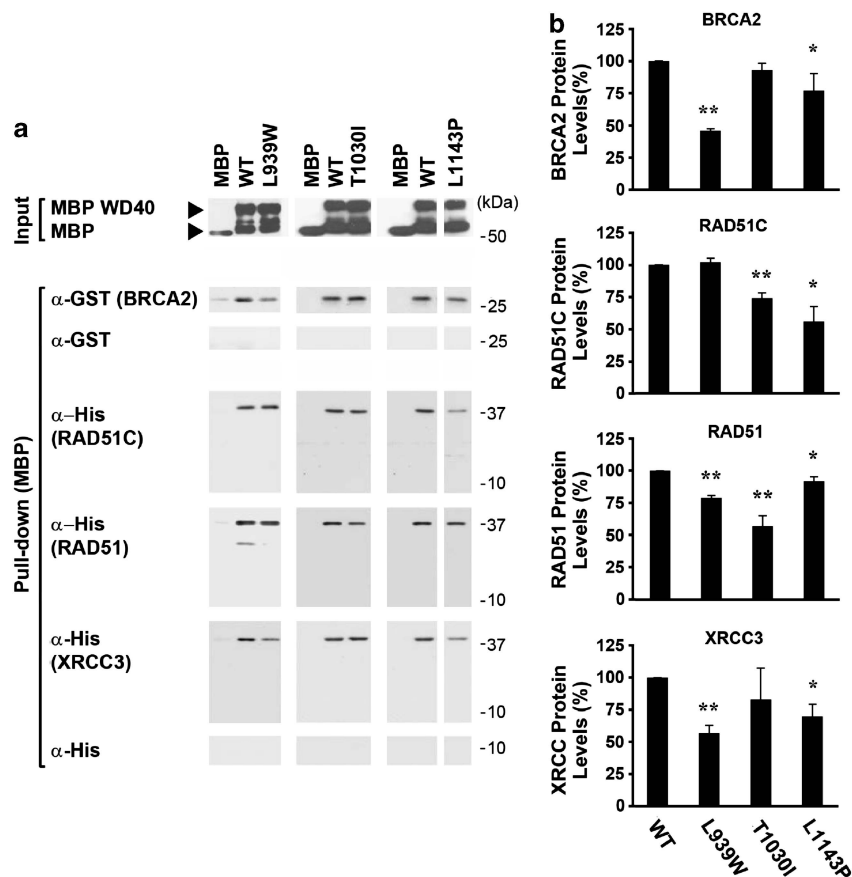 a
MBP
WT
L939W
MBP
WT
T1030I
MBP
WT
L1143P
Input
MBP WD40
MBP
(kDa)
-50
Pull-down (MBP)
α-GST (BRCA2)
-25
α-GST
-25
α-His
(RAD51C)
-37
-10
α-His
(RAD51)
-37
-10
α-His
(XRCC3)
-37
-10
α-His
-10
b
BRCA2
BRCA2 Protein
Levels(%)
125
100
75
50
25
0
**
*
RAD51C
RAD51C Protein
Levels (%)
125
100
75
50
25
0
**
*
RAD51
RAD51 Protein
Levels (%)
125
100
75
50
25
0
**
**
*
XRCC3
XRCC Protein
Levels (%)
125
100
75
50
25
0
**
*
WT
L939W
T1030I
L1143P